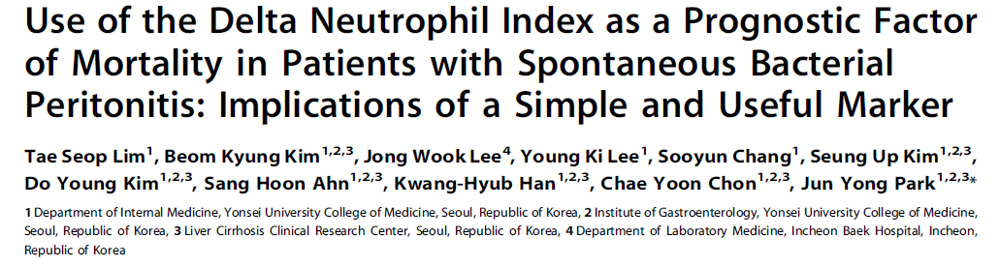 Use of the Delta Neutrophil Index as a Prognostic Factor
of Mortality in Patients with Spontaneous Bacterial
Peritonitis: Implications of a Simple and Useful Marker
Tae Seop Lim1, Beom Kyung Kim1,2,3, Jong Wook Lee4, Young Ki Lee1, Sooyun Chang1, Seung Up Kim1,2,3,
Do Young Kim1,2,3, Sang Hoon Ahn1,2,3, Kwang-Hyub Han1,2,3, Chae Yoon Chon1,2,3, Jun Yong Park1,2,3*
1 Department of Internal Medicine, Yonsei University College of Medicine, Seoul, Republic of Korea, 2 Institute of Gastroenterology, Yonsei University College of Medicine,
Seoul, Republic of Korea, 3 Liver Cirrhosis Clinical Research Center, Seoul, Republic of Korea, 4 Department of Laboratory Medicine, Incheon Baek Hospital, Incheon,
Republic of Korea